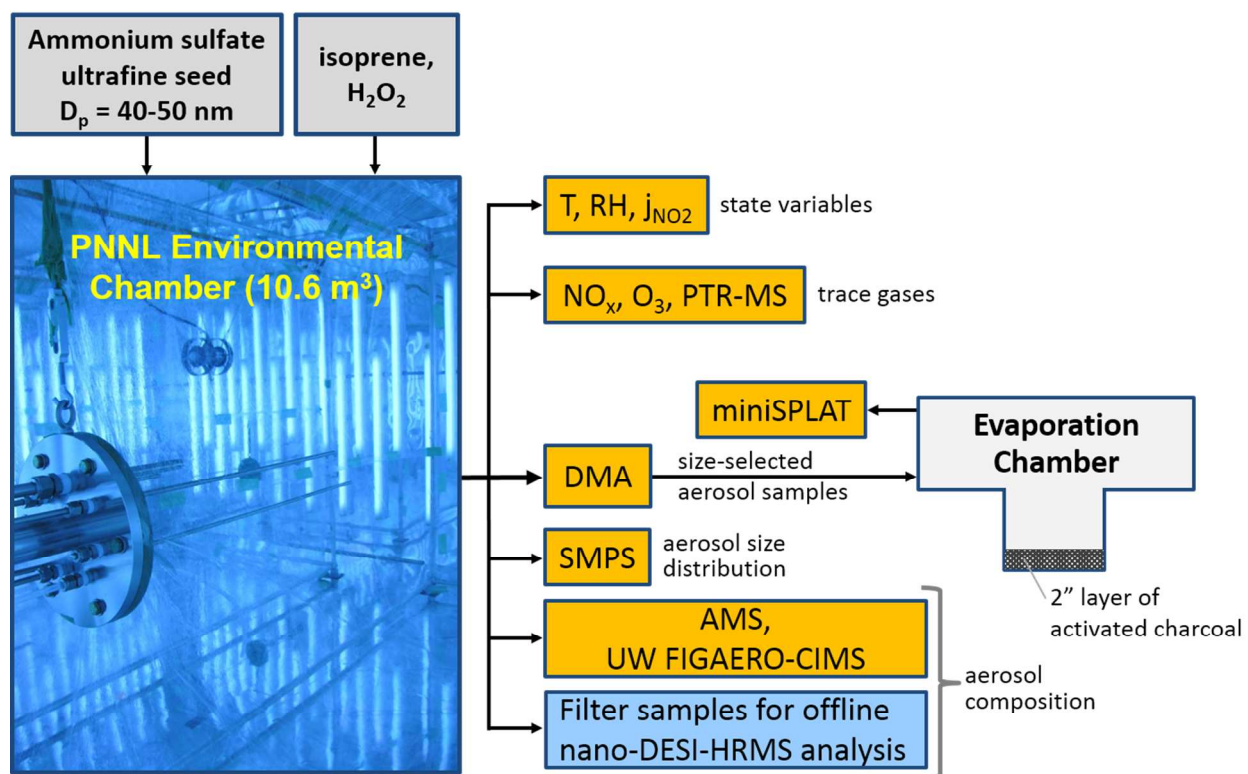 Ammonium sulfate
ultrafine seed
Dₚ = 40-50 nm
isoprene,
H₂O₂
PNNL Environmental
Chamber (10.6 m³)
T, RH, j_NO2
state variables
NOₓ, O₃, PTR-MS
trace gases
miniSPLAT
Evaporation
Chamber
DMA
size-selected
aerosol samples
SMPS
aerosol size
distribution
2” layer of
activated charcoal
AMS,
UW FIGAERO-CIMS
aerosol
composition
Filter samples for offline
nano-DESI-HRMS analysis